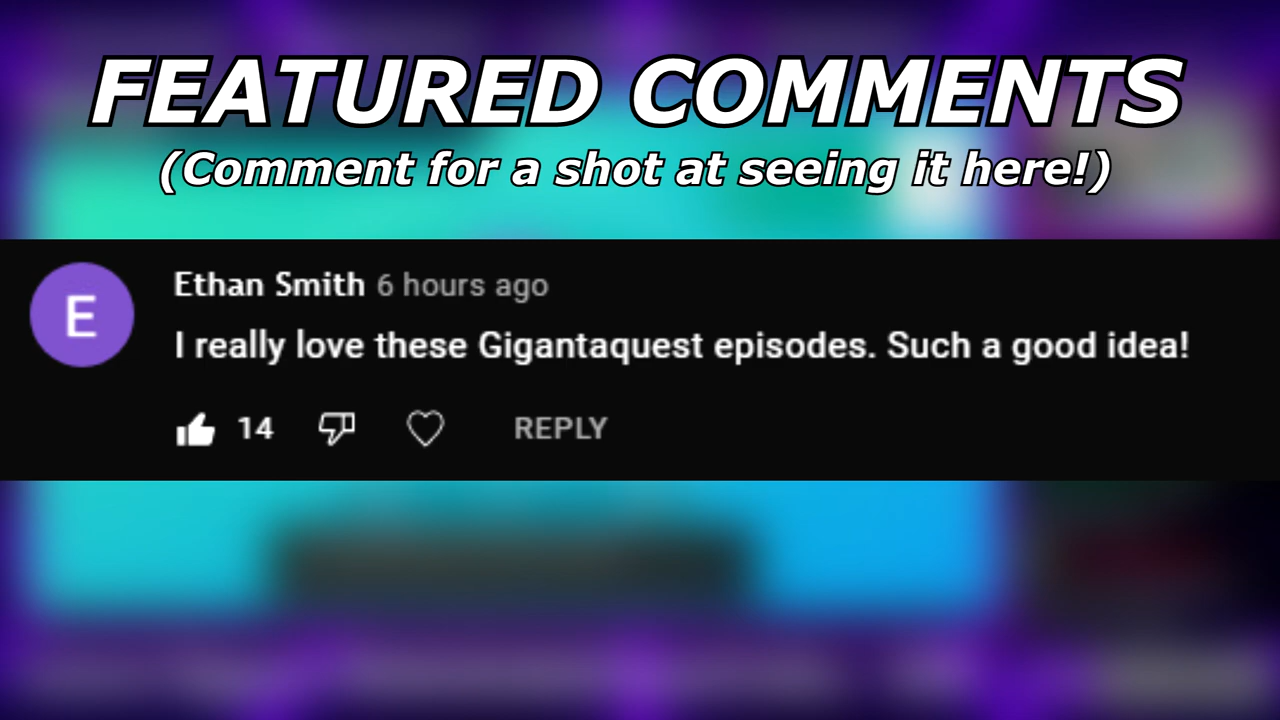 FEATURED COMMENTS
(Comment for a shot at seeing it here!)
E
Ethan Smith 6 hours ago
I really love these Gigantaquest episodes. Such a good idea!
14 REPLY